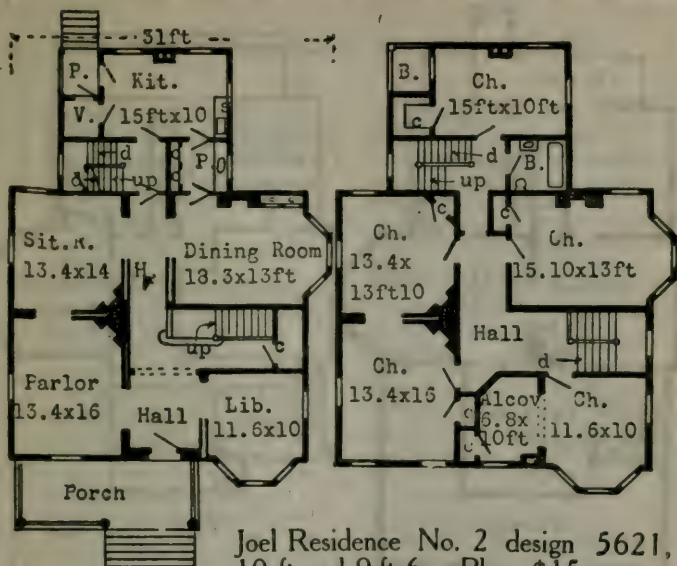 31ft
P.
Kit.
V.
15ftx10
S
d
d
up
c
c
P.
Sit.R.
13.4x14
H.
Dining Room
18.3x13ft
up
c
Parlor
13.4x16
Hall
Lib.
11.6x10
Porch
B.
Ch.
c
15ftx10ft
d
up
B.
c
c
Ch.
13.4x
13ft10
Ch.
15.10x13ft
Hall
d
Ch.
13.4x16
c
c
Alcov
6.8x
10ft
Ch.
11.6x10
Joel Residence No. 2 design 5621,